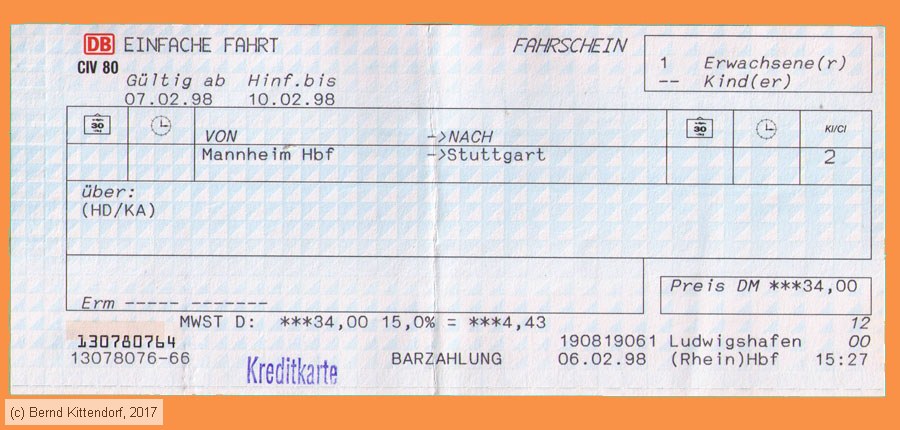 DB EINFACHE FAHRT FAHRSCHEIN
CIV 80
1 Erwachsene(r)
-- Kind(er)
Gültig ab Hinf.bis
07.02.98 10.02.98
30 30 Kl/Cl
VON ->NACH
Mannheim Hbf ->Stuttgart 2
über:
(HD/KA)
Preis DM ***34,00
Erm ----- -------
MWST D: ***34,00 15,0% = ***4,43 12
130780764 190819061 Ludwigshafen 00
13078076-66 Kreditkarte BARZAHLUNG 06.02.98 (Rhein)Hbf 15:27
(c) Bernd Kittendorf, 2017